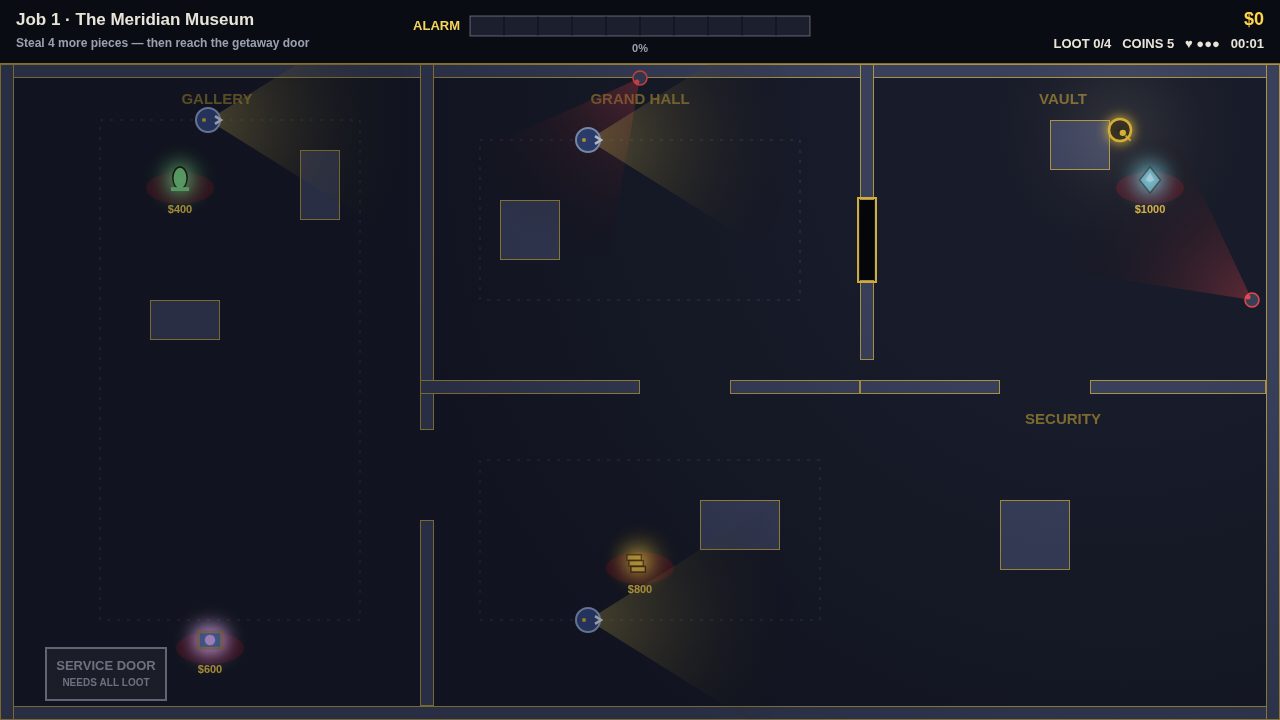 Job 1 · The Meridian Museum
Steal 4 more pieces — then reach the getaway door
ALARM
0%
$0
LOOT 0/4 COINS 5 ♥ ●●● 00:01
GALLERY
GRAND HALL
VAULT
$400
$1000
SECURITY
$800
SERVICE DOOR
NEEDS ALL LOOT
$600